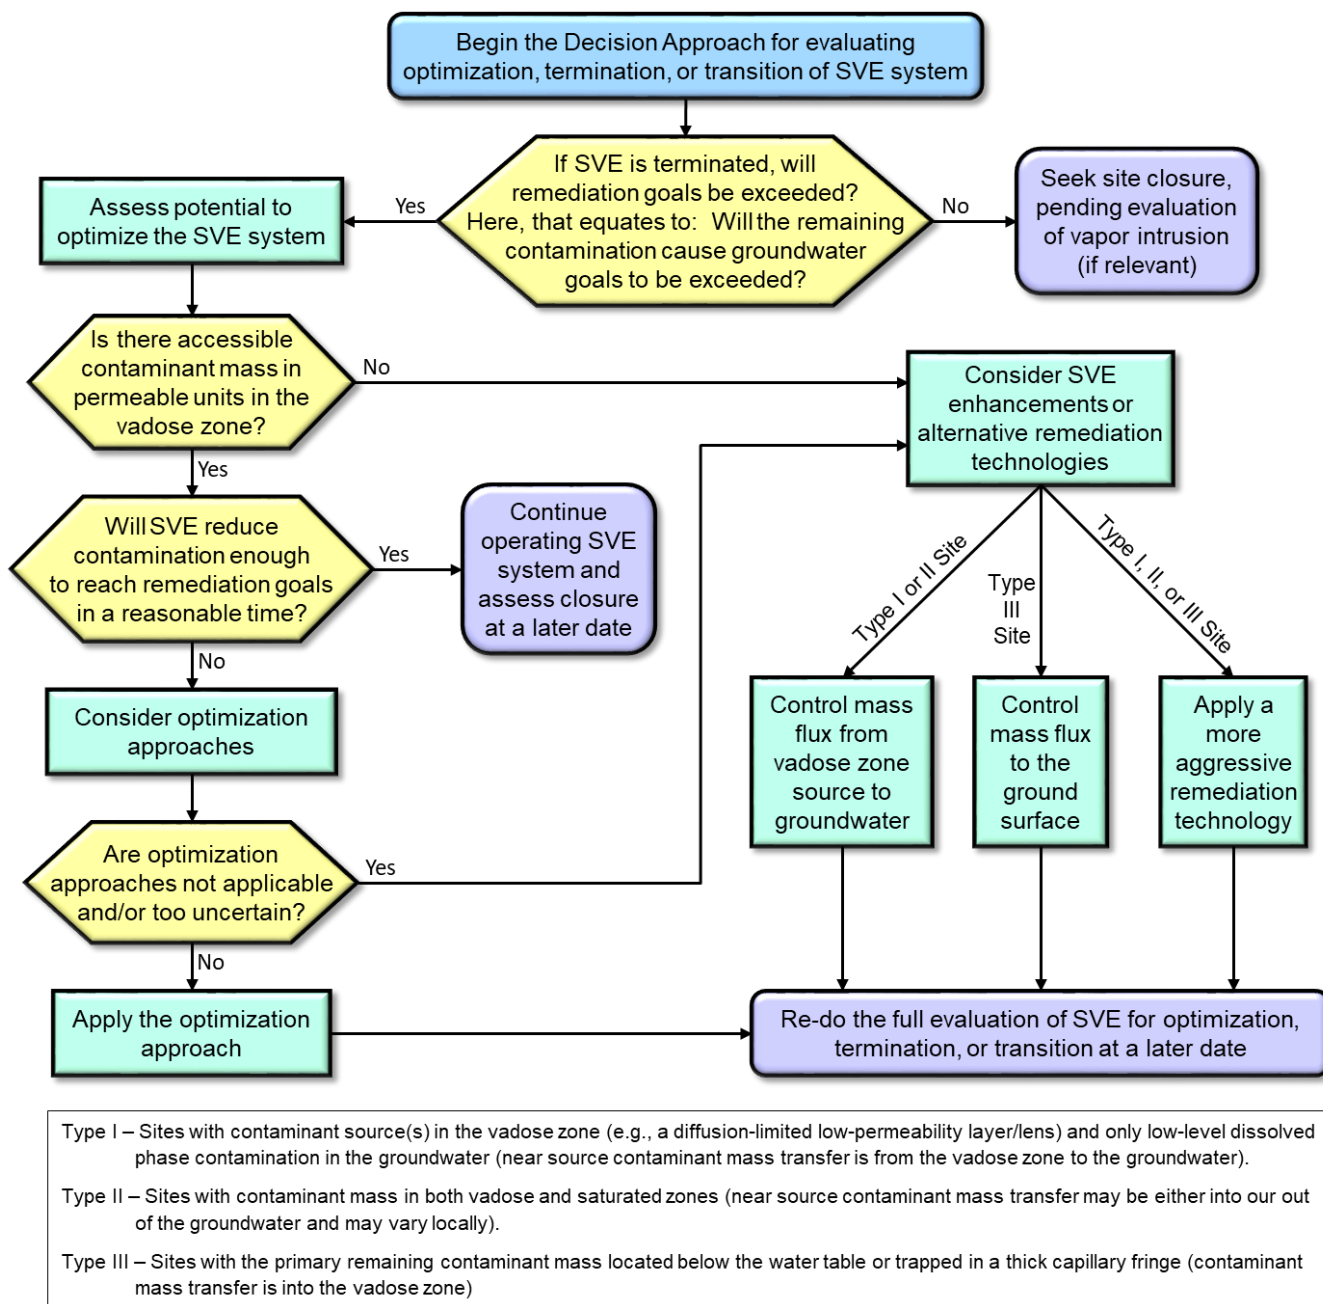 Begin the Decision Approach for evaluating
optimization, termination, or transition of SVE system
If SVE is terminated, will
remediation goals be exceeded?
Here, that equates to: Will the remaining
contamination cause groundwater
goals to be exceeded?
Yes
No
Assess potential to
optimize the SVE system
Seek site closure,
pending evaluation
of vapor intrusion
(if relevant)
Is there accessible
contaminant mass in
permeable units in the
vadose zone?
No
Yes
Consider SVE
enhancements or
alternative remediation
technologies
Will SVE reduce
contamination enough
to reach remediation goals
in a reasonable time?
Yes
No
Continue
operating SVE
system and
assess closure
at a later date
Type I or II Site
Type
III
Site
Type I, II, or III Site
Consider optimization
approaches
Control mass
flux from
vadose zone
source to
groundwater
Control
mass flux
to the
ground
surface
Apply a
more
aggressive
remediation
technology
Are optimization
approaches not applicable
and/or too uncertain?
Yes
No
Apply the optimization
approach
Re-do the full evaluation of SVE for optimization,
termination, or transition at a later date
Type I – Sites with contaminant source(s) in the vadose zone (e.g., a diffusion-limited low-permeability layer/lens) and only low-level dissolved
phase contamination in the groundwater (near source contaminant mass transfer is from the vadose zone to the groundwater).
Type II – Sites with contaminant mass in both vadose and saturated zones (near source contaminant mass transfer may be either into our out
of the groundwater and may vary locally).
Type III – Sites with the primary remaining contaminant mass located below the water table or trapped in a thick capillary fringe (contaminant
mass transfer is into the vadose zone)